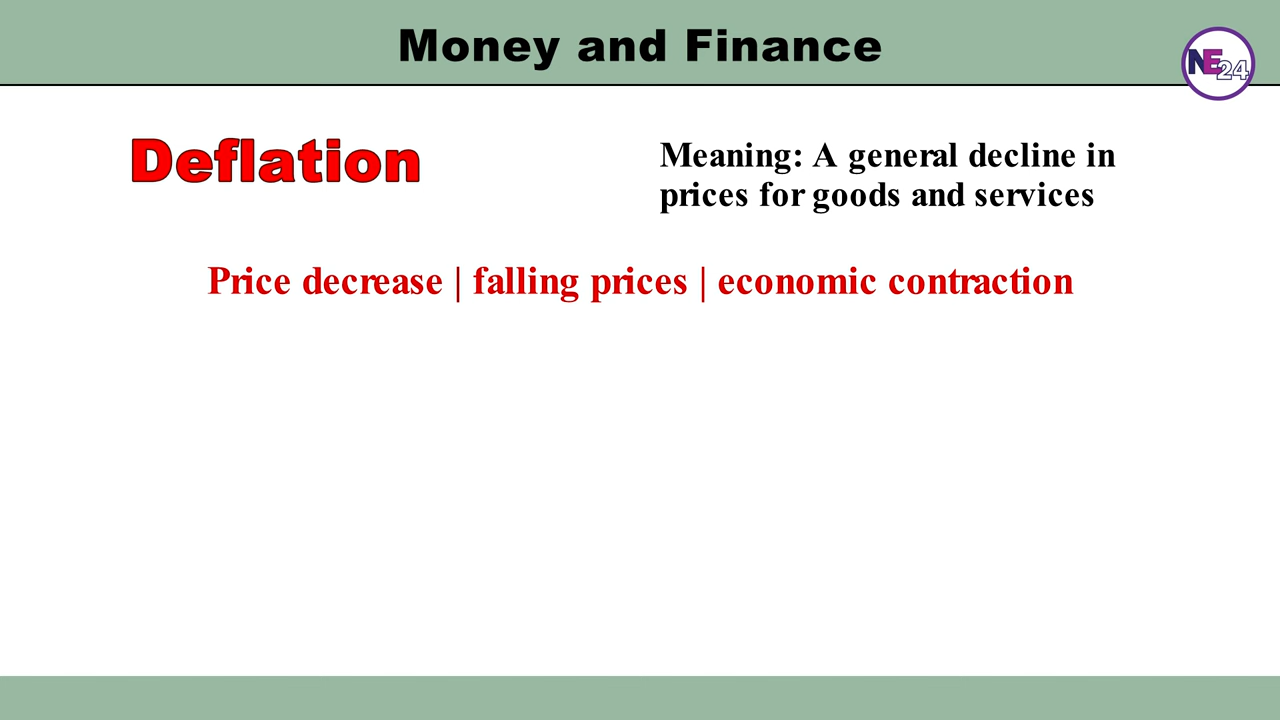 Money and Finance
NE24
Deflation
Meaning: A general decline in
prices for goods and services
Price decrease | falling prices | economic contraction